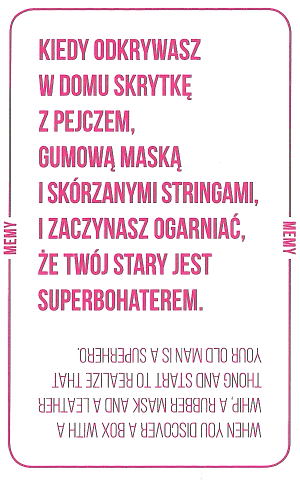 KIEDY ODKRYWASZ
W DOMU SKRYTKĘ
Z PEJCZEM,
GUMOWĄ MASKĄ
I SKÓRZANYMI STRINGAMI,
I ZACZYNASZ OGARNIAĆ,
ŻE TWÓJ STARY JEST
SUPERBOHATEREM.
MEMY
MEMY
WHEN YOU DISCOVER A BOX WITH A
WHIP, A RUBBER MASK AND A LEATHER
THONG AND START TO REALIZE THAT
YOUR OLD MAN IS A SUPERHERO.